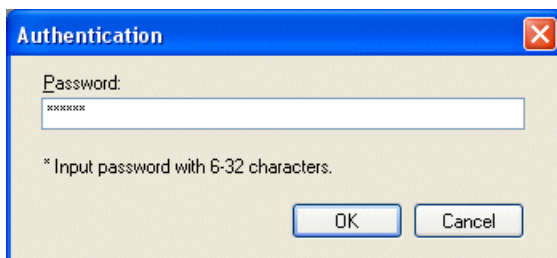 Authentication
Password:
******
* Input password with 6-32 characters.
OK Cancel